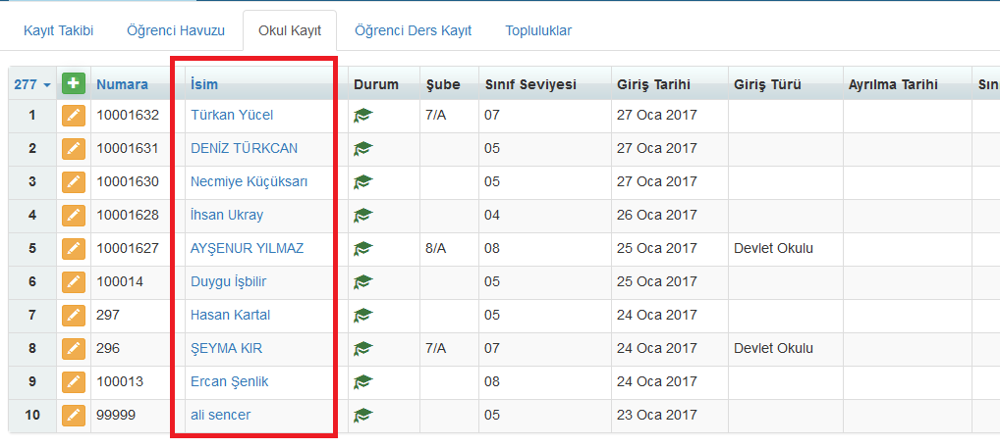 Kayıt Takibi Öğrenci Havuzu Okul Kayıt Öğrenci Ders Kayıt Topluluklar
277 Numara İsim Durum Şube Sınıf Seviyesi Giriş Tarihi Giriş Türü Ayrılma Tarihi
1 10001632 Türkan Yücel 7/A 07 27 Oca 2017
2 10001631 DENİZ TÜRKCAN 05 27 Oca 2017
3 10001630 Necmiye Küçüksarı 05 27 Oca 2017
4 10001628 İhsan Ukray 04 26 Oca 2017
5 10001627 AYŞENUR YILMAZ 8/A 08 25 Oca 2017 Devlet Okulu
6 100014 Duygu İşbilir 05 25 Oca 2017
7 297 Hasan Kartal 05 24 Oca 2017
8 296 ŞEYMA KIR 7/A 07 24 Oca 2017 Devlet Okulu
9 100013 Ercan Şenlik 08 24 Oca 2017
10 99999 ali sencer 05 23 Oca 2017